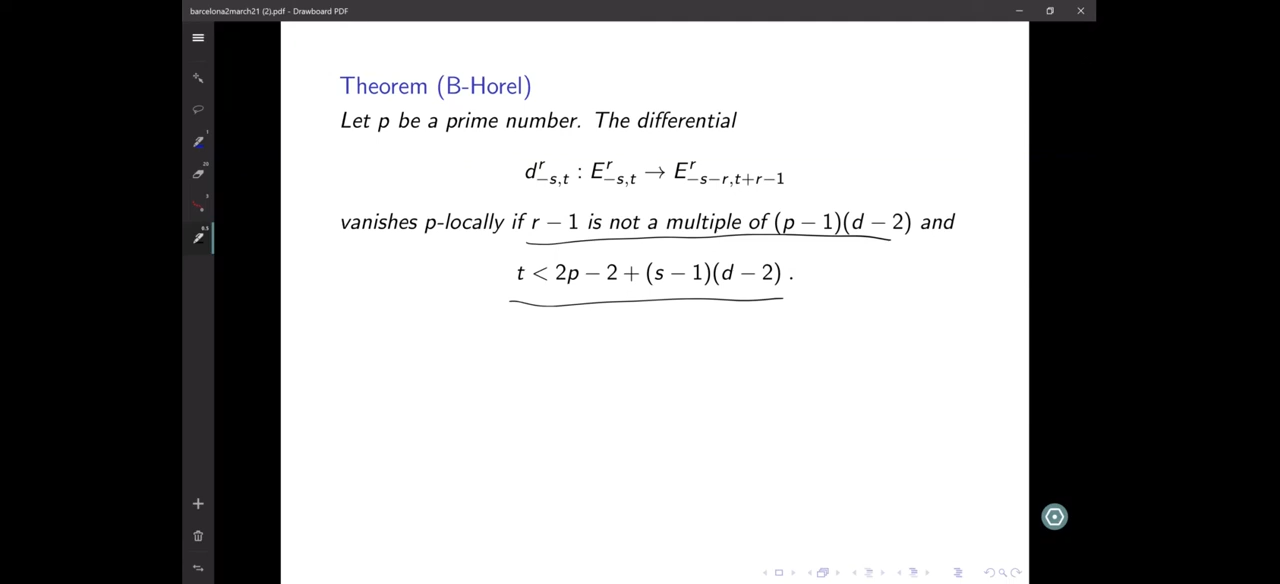 barcelona2march21 (2).pdf - Drawboard PDF
Theorem (B-Horel)
Let p be a prime number. The differential
d^r_{-s,t} : E^r_{-s,t} → E^r_{-s-r,t+r-1}
vanishes p-locally if r − 1 is not a multiple of (p − 1)(d − 2) and
t < 2p − 2 + (s − 1)(d − 2) .